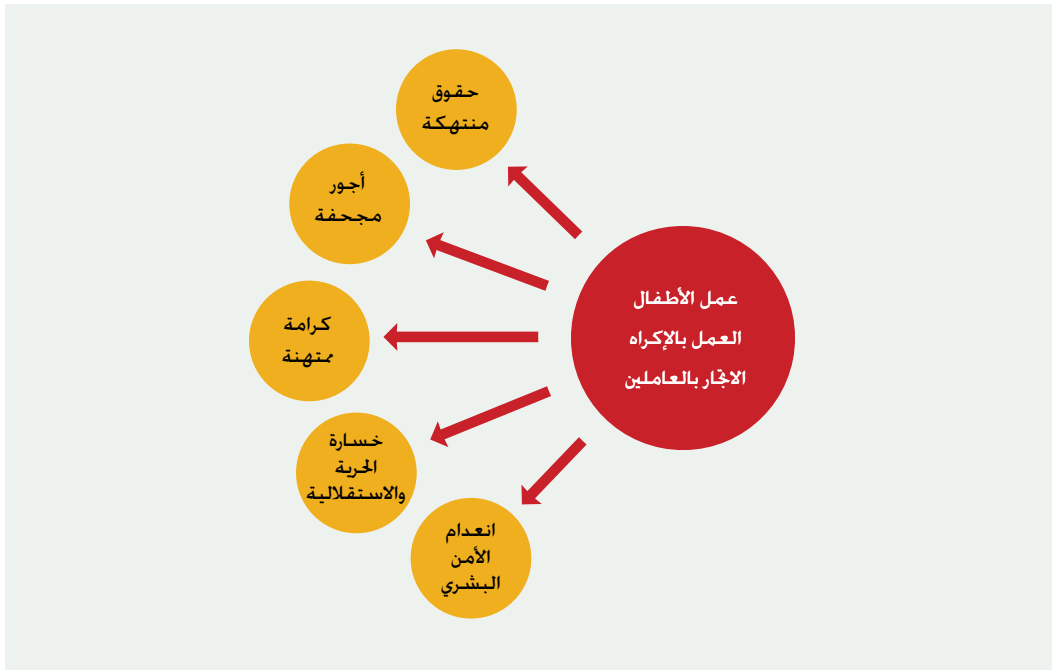 عمل الأطفال
العمل بالإكراه
الاتجار بالعاملين
حقوق
منتهكة
أجور
مجحفة
كرامة
ممتهنة
خسارة
الحرية
والاستقلالية
انعدام
الأمن
البشري